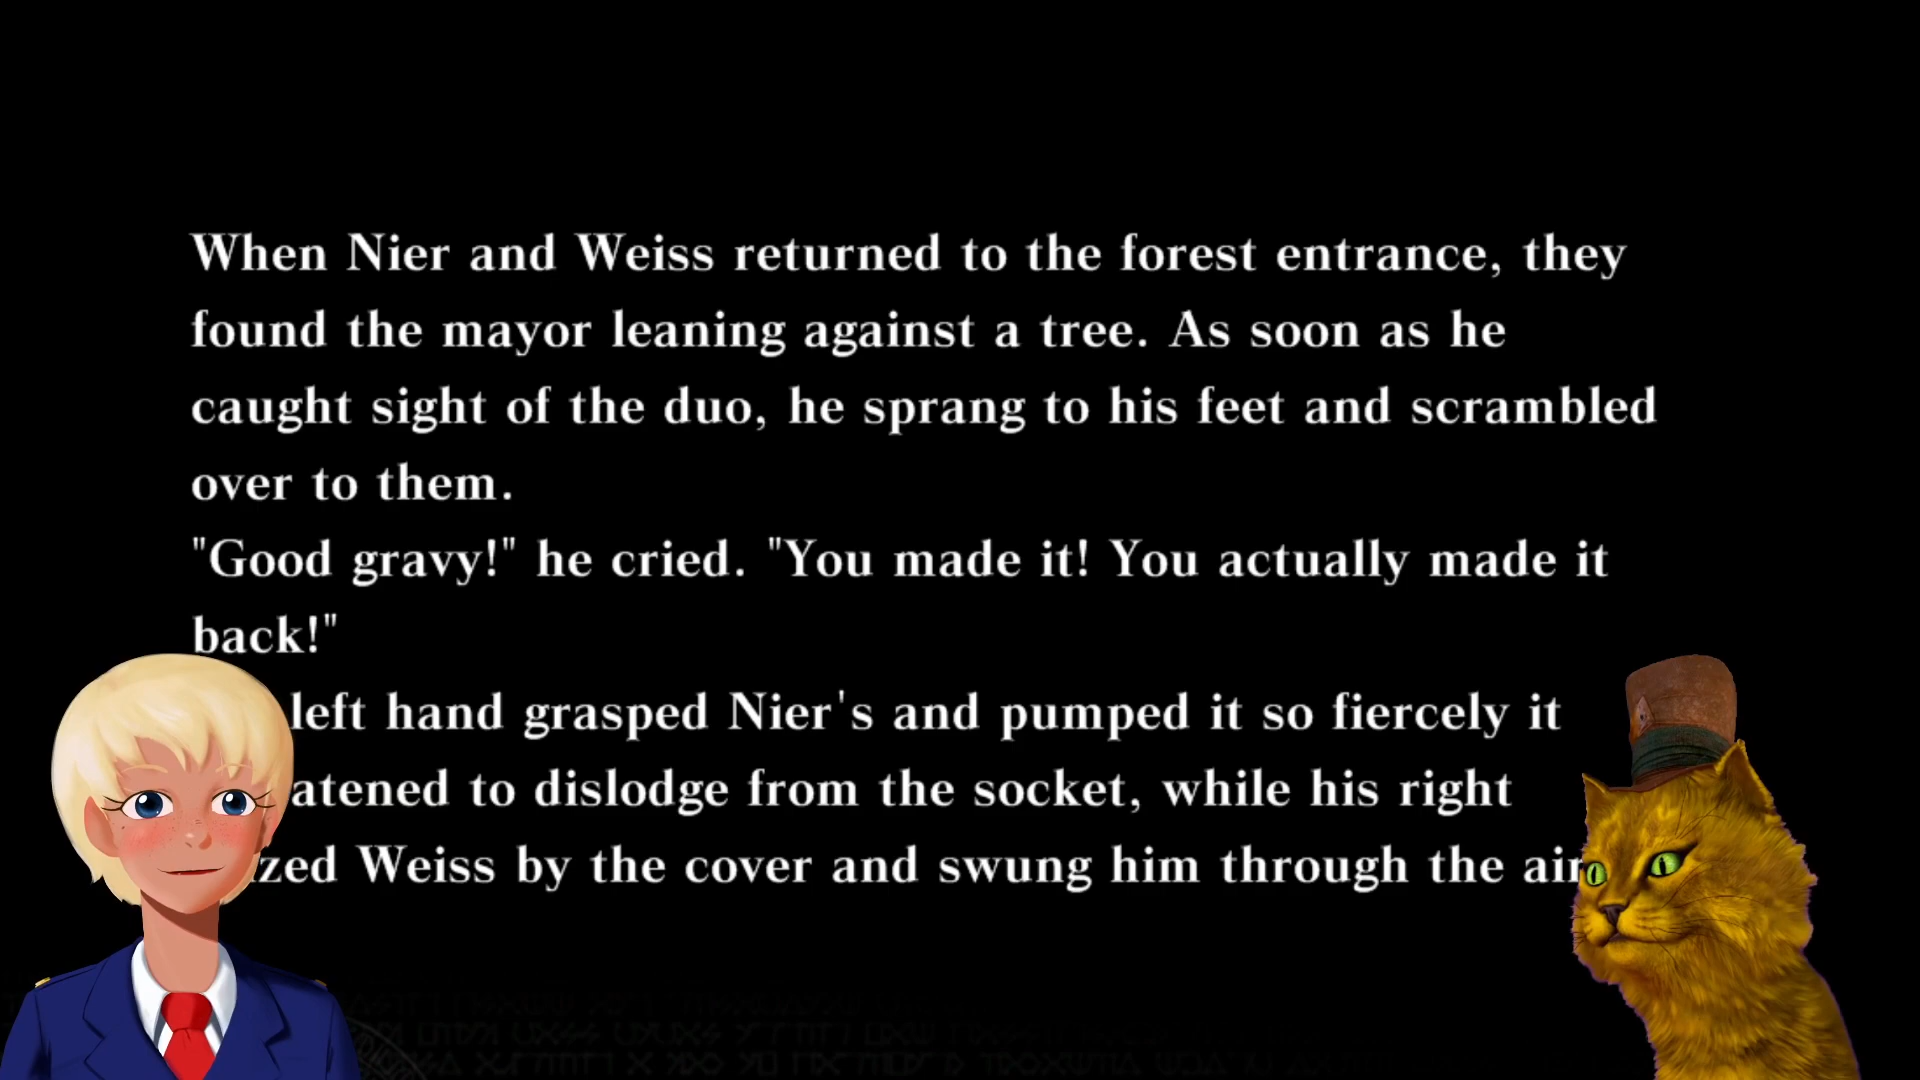 When Nier and Weiss returned to the forest entrance, they
found the mayor leaning against a tree. As soon as he
caught sight of the duo, he sprang to his feet and scrambled
over to them.
"Good gravy!" he cried. "You made it! You actually made it
back!"
left hand grasped Nier's and pumped it so fiercely it
atened to dislodge from the socket, while his right
zed Weiss by the cover and swung him through the air